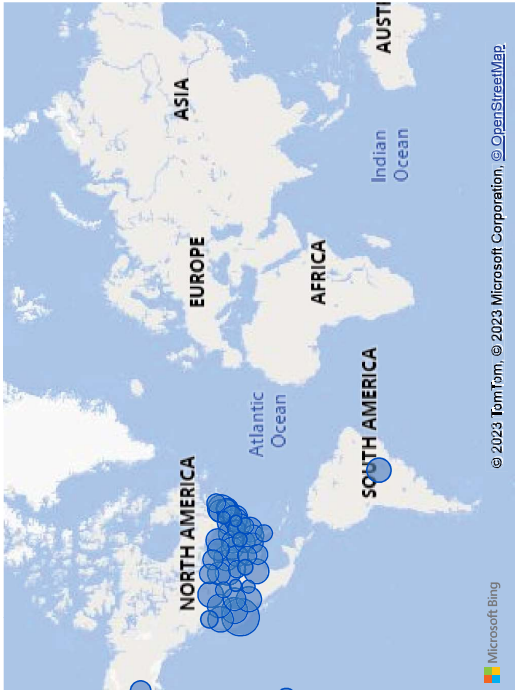 NORTH AMERICA
EUROPE
ASIA
Atlantic
Ocean
AFRICA
SOUTH AMERICA
Indian
Ocean
AUSTI
Microsoft Bing
© 2023 TomTom, © 2023 Microsoft Corporation, © OpenStreetMap